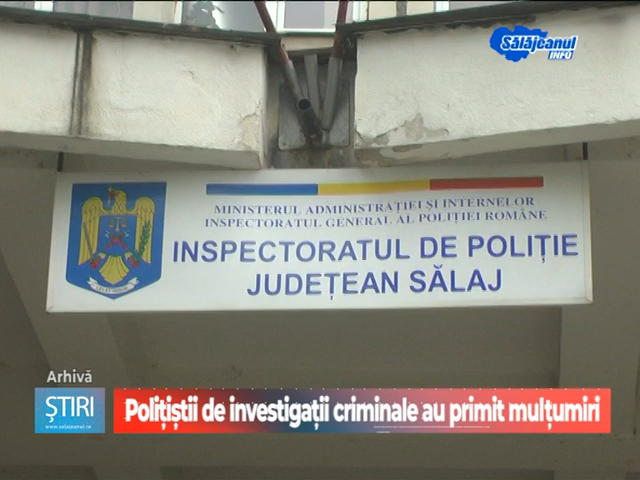 Sălăjeanul
INFO
MINISTERUL ADMINISTRAȚIEI ȘI INTERNELOR
INSPECTORATUL GENERAL AL POLIȚIEI ROMÂNE
INSPECTORATUL DE POLIȚIE
JUDEȚEAN SĂLAJ
Arhivă
ȘTIRI
www.salajeanul.ro
Polițiștii de investigații criminale au primit mulțumiri